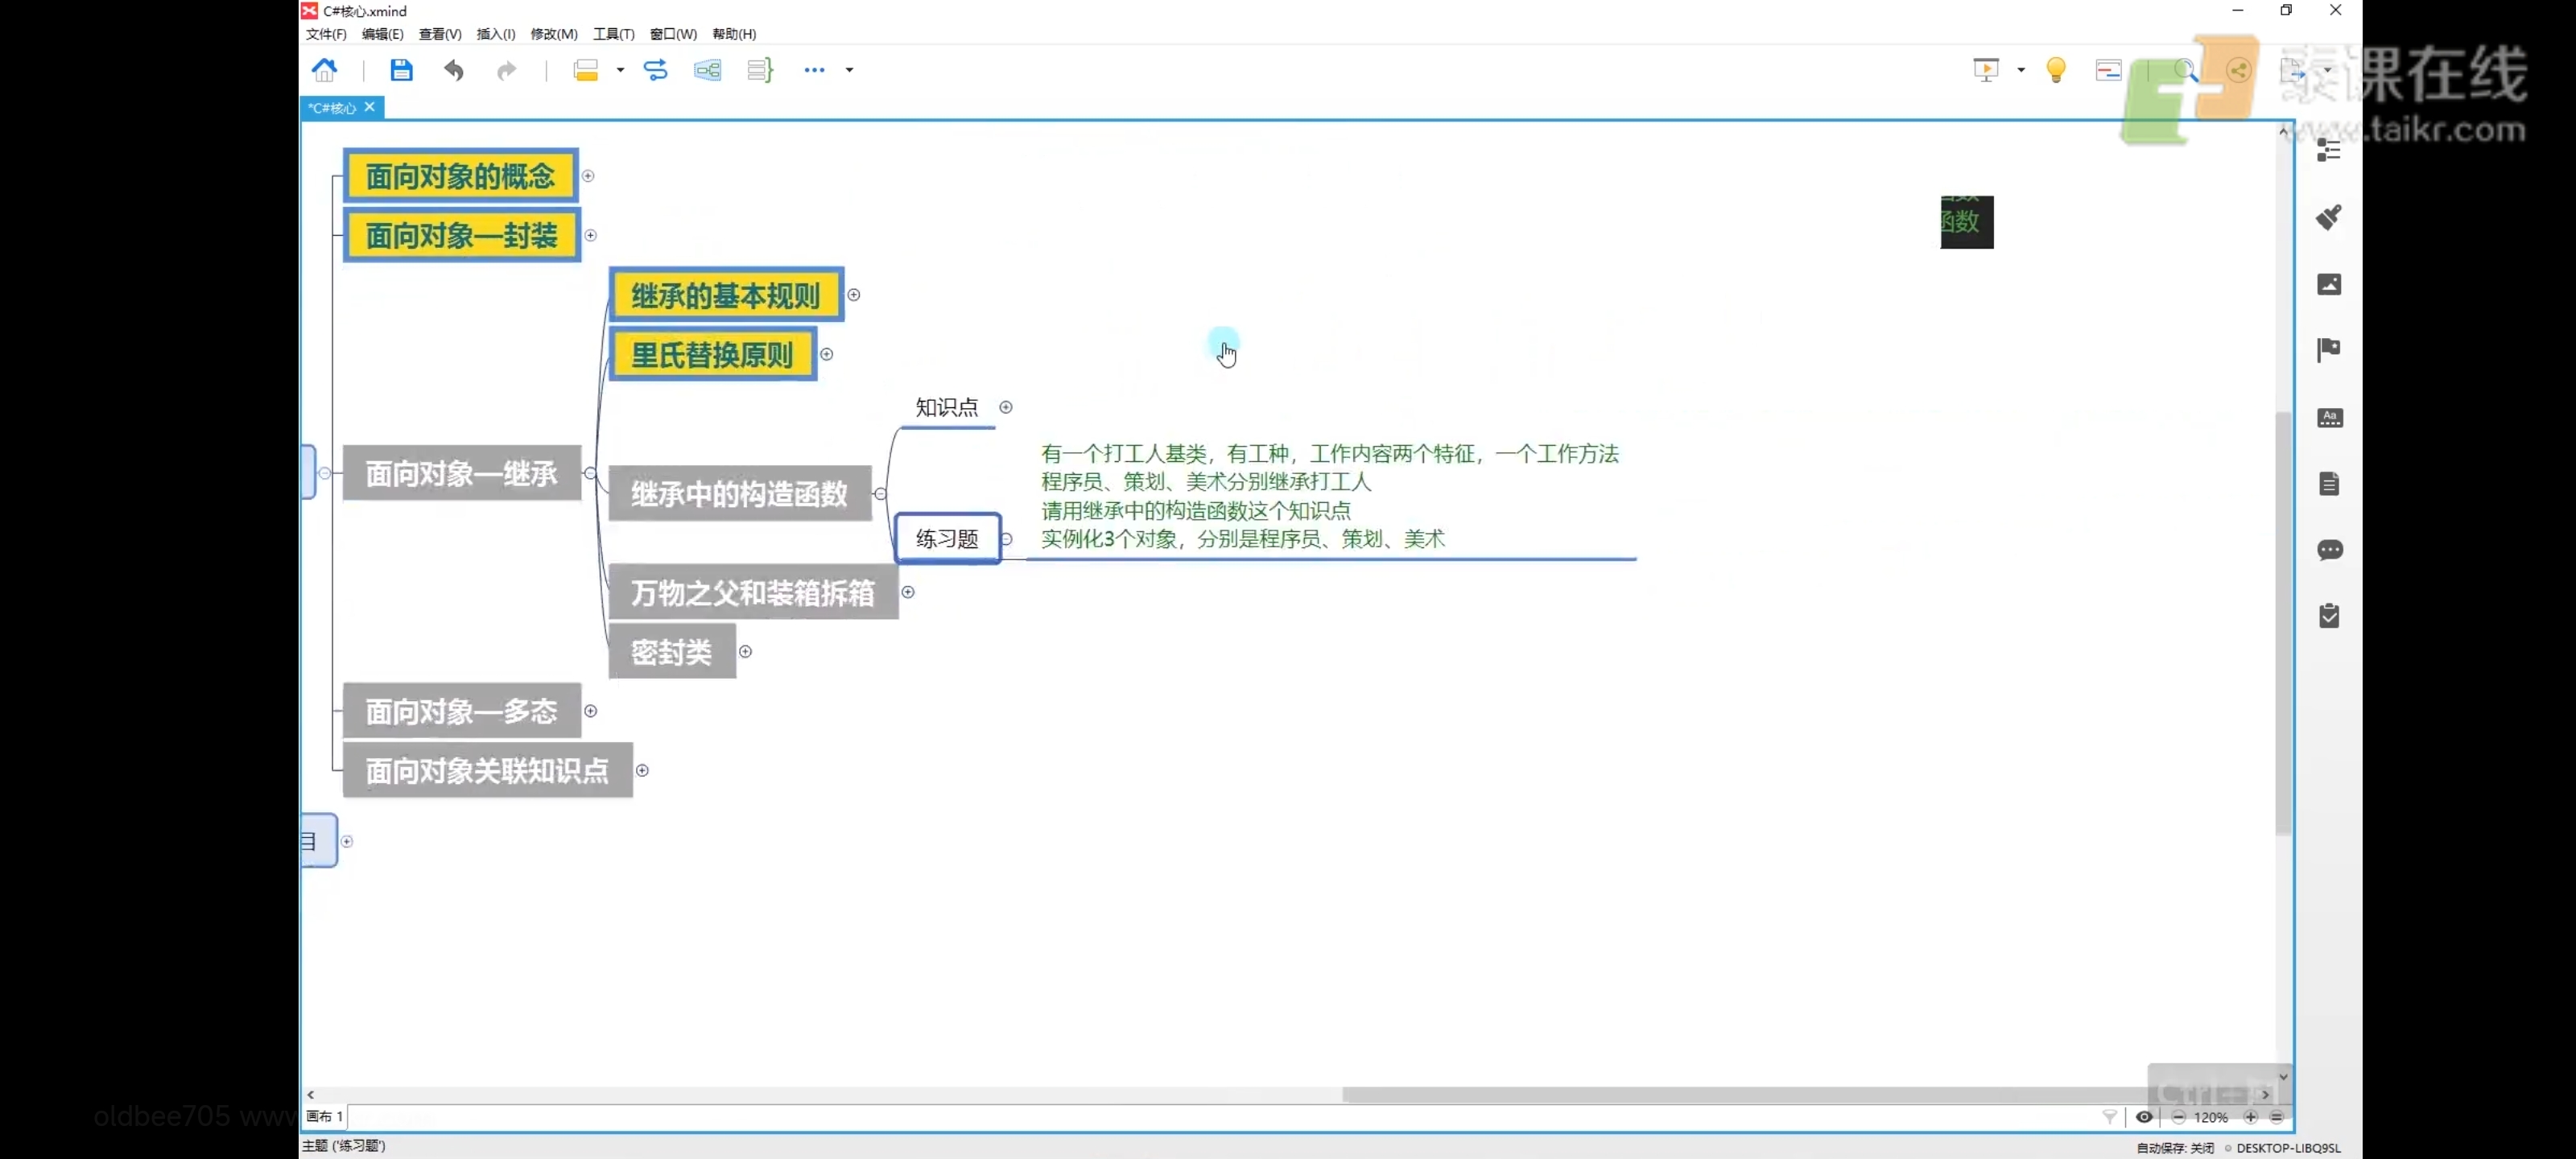 C#核心.xmind
文件(F) 编辑(E) 查看(V) 插入(I) 修改(M) 工具(T) 窗口(W) 帮助(H)
泰课在线
www.taikr.com
*C#核心
面向对象的概念
面向对象—封装
函数
继承的基本规则
里氏替换原则
知识点
有一个打工人基类，有工种，工作内容两个特征，一个工作方法
程序员、策划、美术分别继承打工人
请用继承中的构造函数这个知识点
实例化3个对象，分别是程序员、策划、美术
面向对象—继承
继承中的构造函数
练习题
万物之父和装箱拆箱
密封类
面向对象—多态
面向对象关联知识点
目
oldbee705
画布 1
120%
主题 ('练习题')
自动保存: 关闭
DESKTOP-LIBQ9SL